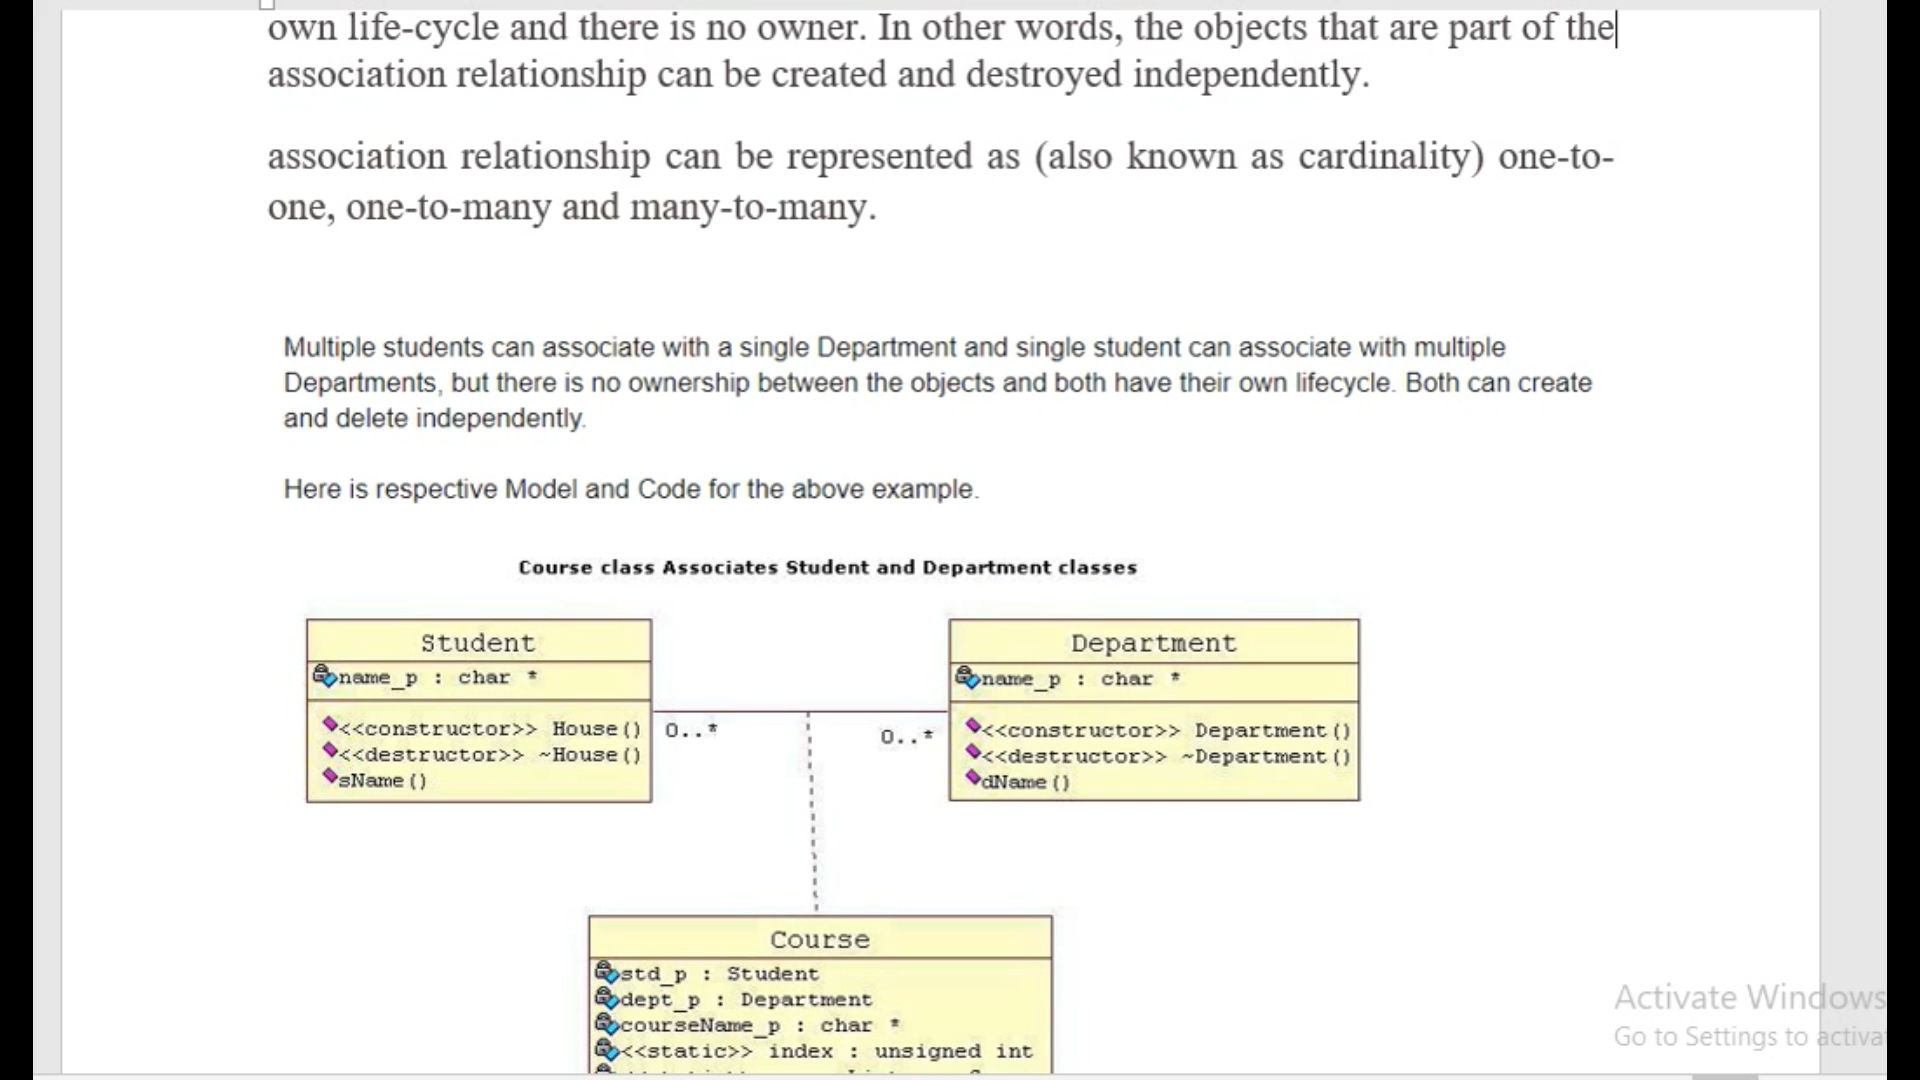 own life-cycle and there is no owner. In other words, the objects that are part of the
association relationship can be created and destroyed independently.
association relationship can be represented as (also known as cardinality) one-to-
one, one-to-many and many-to-many.
Multiple students can associate with a single Department and single student can associate with multiple
Departments, but there is no ownership between the objects and both have their own lifecycle. Both can create
and delete independently.
Here is respective Model and Code for the above example.
Course class Associates Student and Department classes
Student
name_p : char *
<<constructor>> House()
<<destructor>> ~House()
sName()
0..*
0..*
Department
name_p : char *
<<constructor>> Department()
<<destructor>> ~Department()
dName()
Course
std_p : Student
dept_p : Department
courseName_p : char *
<<static>> index : unsigned int
Activate Windows
Go to Settings to activa